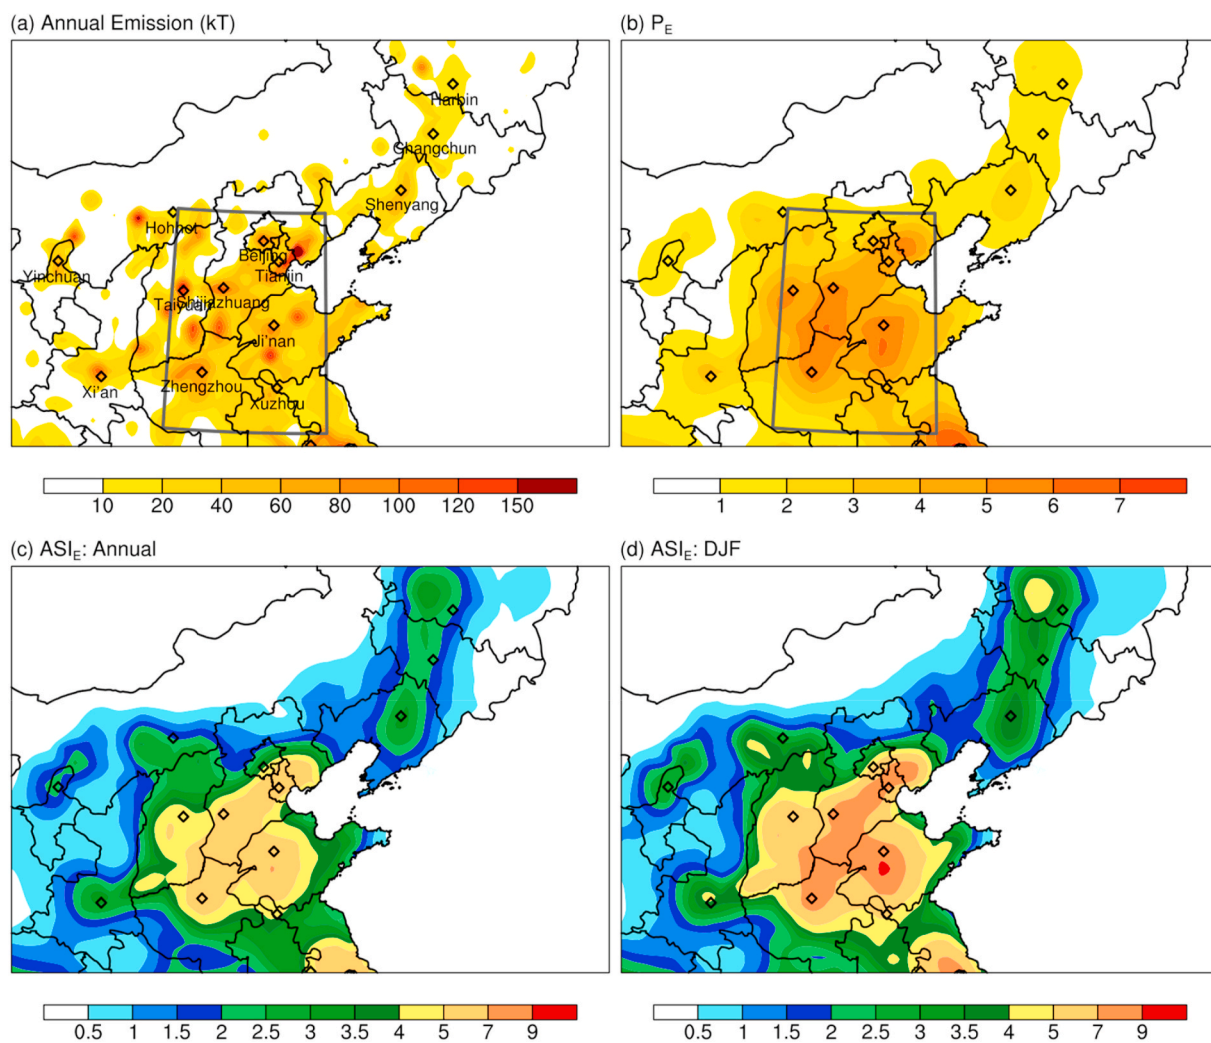 (a) Annual Emission (kT)
(b) PE
Harbin
Changchun
Shenyang
Hohhot
Beijing
Yinchuan
Tianjin
Taiyuan
Shijiazhuang
Ji'nan
Xi'an
Zhengzhou
Xuzhou
10 20 40 60 80 100 120 150
1 2 3 4 5 6 7
(c) ASIE: Annual
(d) ASIE: DJF
0.5 1 1.5 2 2.5 3 3.5 4 5 7 9
0.5 1 1.5 2 2.5 3 3.5 4 5 7 9